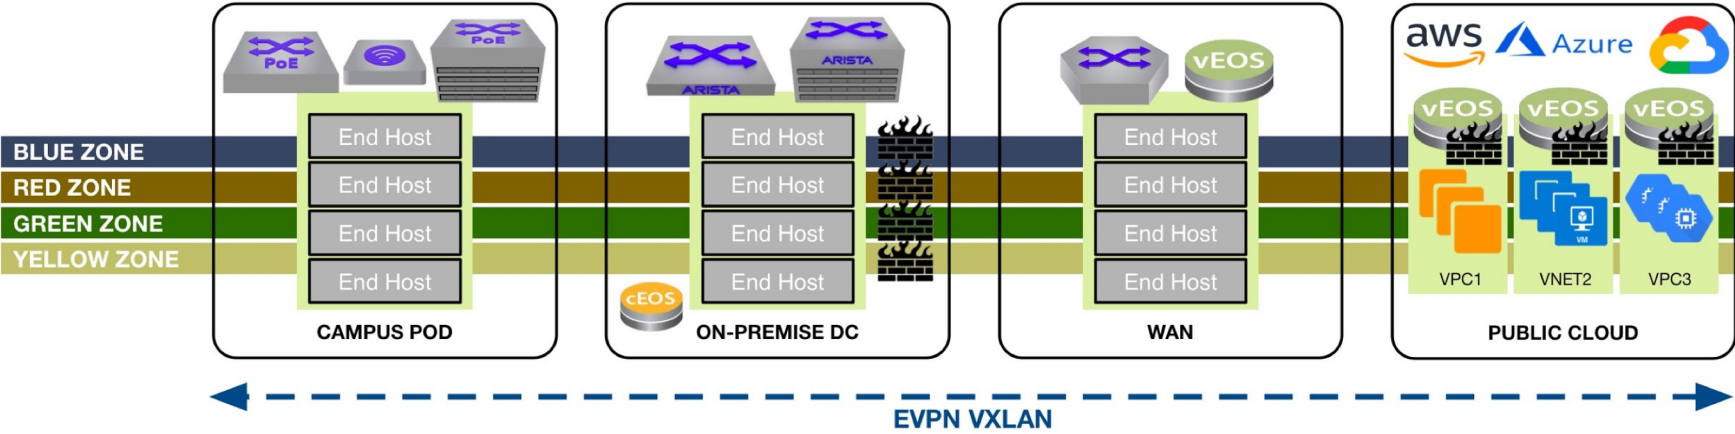 PoE
PoE
ARISTA
ARISTA
vEOS
aws
Azure
vEOS
vEOS
vEOS
BLUE ZONE
RED ZONE
GREEN ZONE
YELLOW ZONE
End Host
End Host
End Host
End Host
End Host
End Host
End Host
End Host
End Host
End Host
End Host
End Host
cEOS
VM
VPC1
VNET2
VPC3
CAMPUS POD
ON-PREMISE DC
WAN
PUBLIC CLOUD
EVPN VXLAN